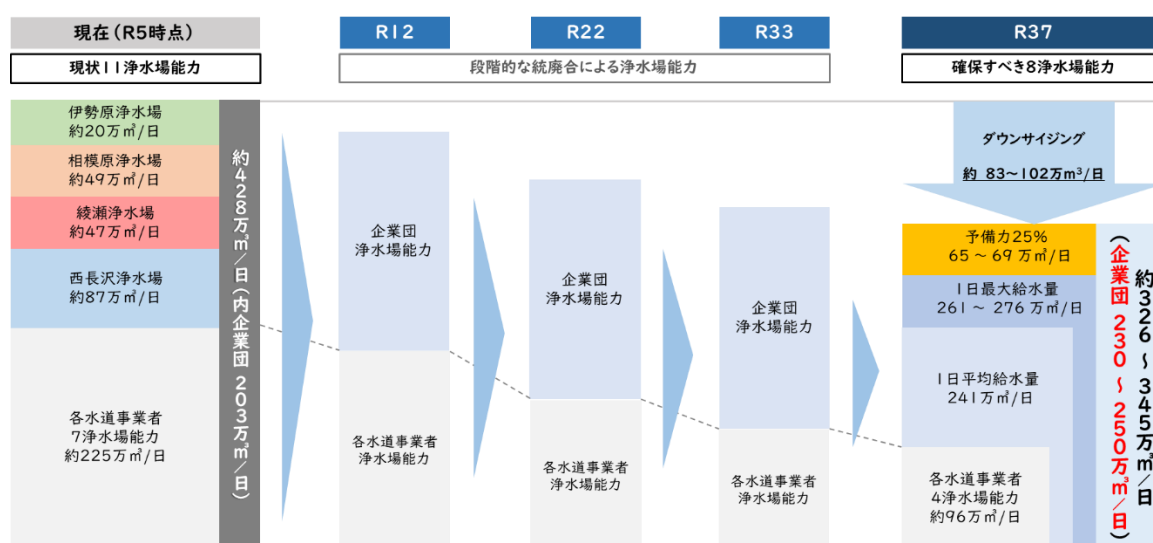 現在（R5時点）
現状11浄水場能力
R12
R22
R33
段階的な統廃合による浄水場能力
R37
確保すべき8浄水場能力
伊勢原浄水場
約20万㎥/日
相模原浄水場
約49万㎥/日
綾瀬浄水場
約47万㎥/日
西長沢浄水場
約87万㎥/日
各水道事業者
7浄水場能力
約225万㎥/日
約428万㎥/日（内企業団 203万㎥/日）
企業団
浄水場能力
各水道事業者
浄水場能力
企業団
浄水場能力
各水道事業者
浄水場能力
企業団
浄水場能力
各水道事業者
浄水場能力
ダウンサイジング
約 83～102万m³/日
予備力25%
65 ～ 69 万㎥/日
1日最大給水量
261 ～ 276 万㎥/日
1日平均給水量
241万㎥/日
各水道事業者
4浄水場能力
約96万㎥/日
約326 ～ 345万㎥/日
（企業団 230 ～ 250万㎥/日）